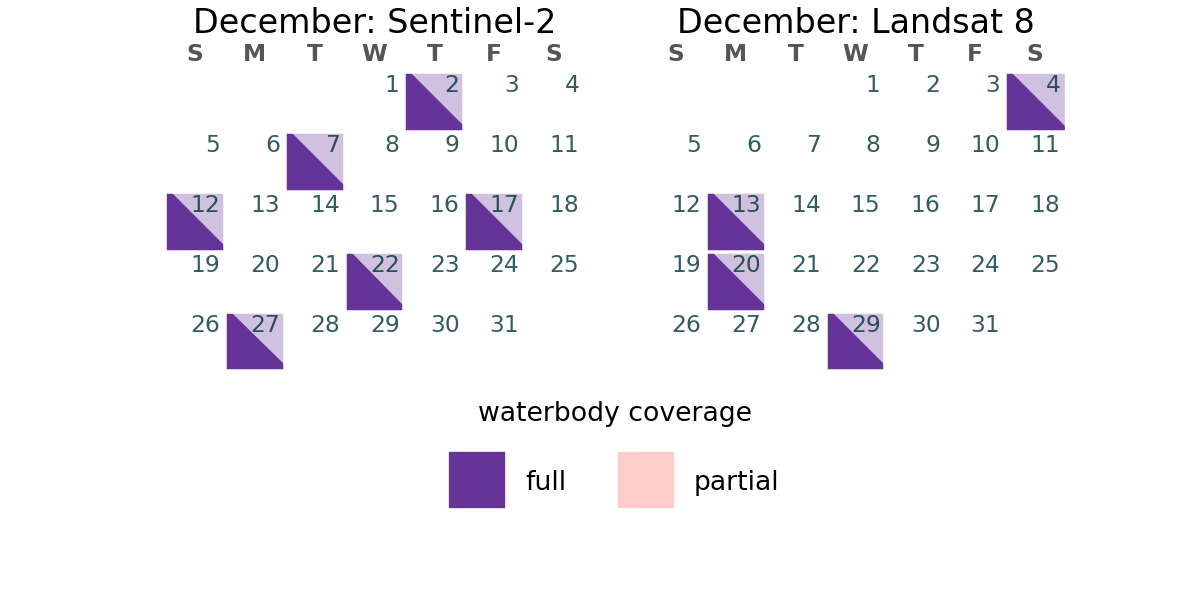 December: Sentinel-2
S M T W T F S
1 2 3 4
5 6 7 8 9 10 11
12 13 14 15 16 17 18
19 20 21 22 23 24 25
26 27 28 29 30 31
December: Landsat 8
S M T W T F S
1 2 3 4
5 6 7 8 9 10 11
12 13 14 15 16 17 18
19 20 21 22 23 24 25
26 27 28 29 30 31
waterbody coverage
full partial